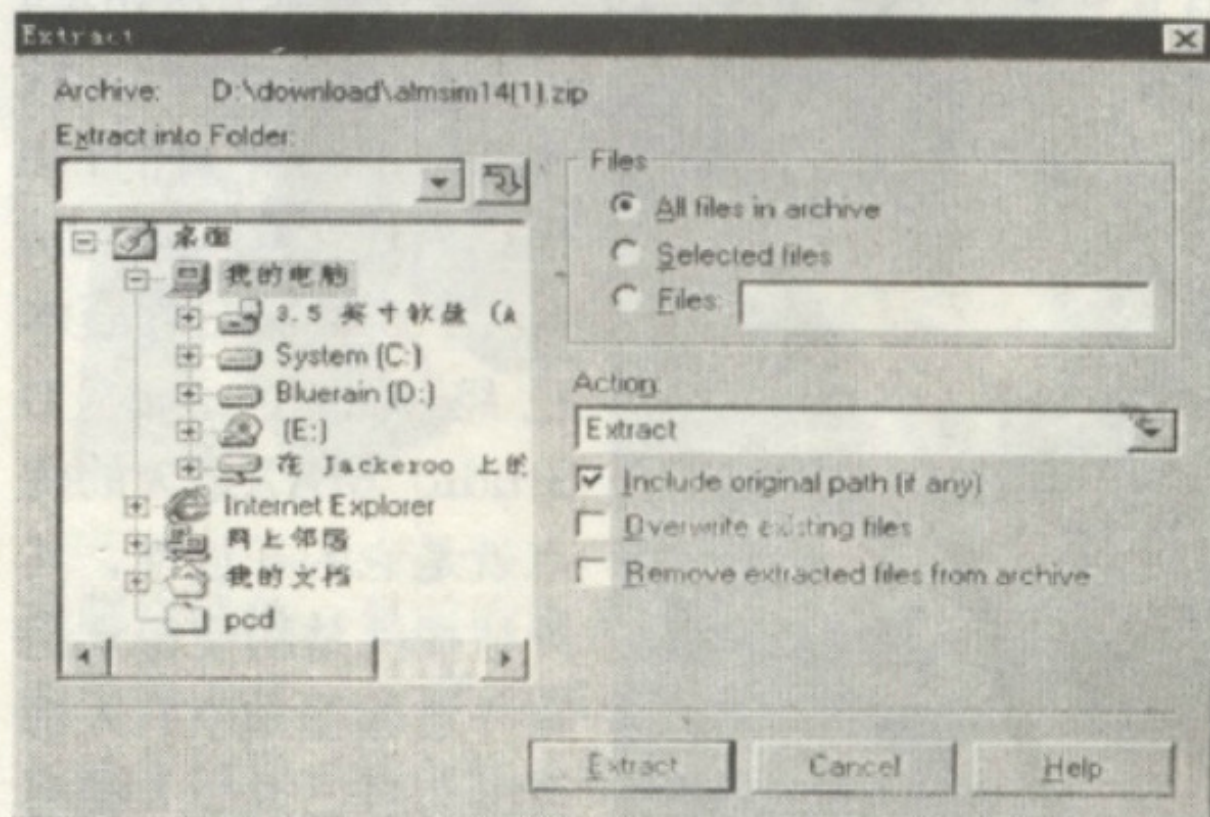 Extract
Archive: D:\download\almsim14(1).zip
Extract into Folder:
桌面
我的电脑
3.5 英寸软盘 (A
System (C:)
Bluerain (D:)
(E:)
在 Jackeroo 上的
Internet Explorer
网上邻居
我的文档
pcd
Files
All files in archive
Selected files
Files:
Action
Extract
Include original path (if any)
Overwrite existing files
Remove extracted files from archive
Extract
Cancel
Help